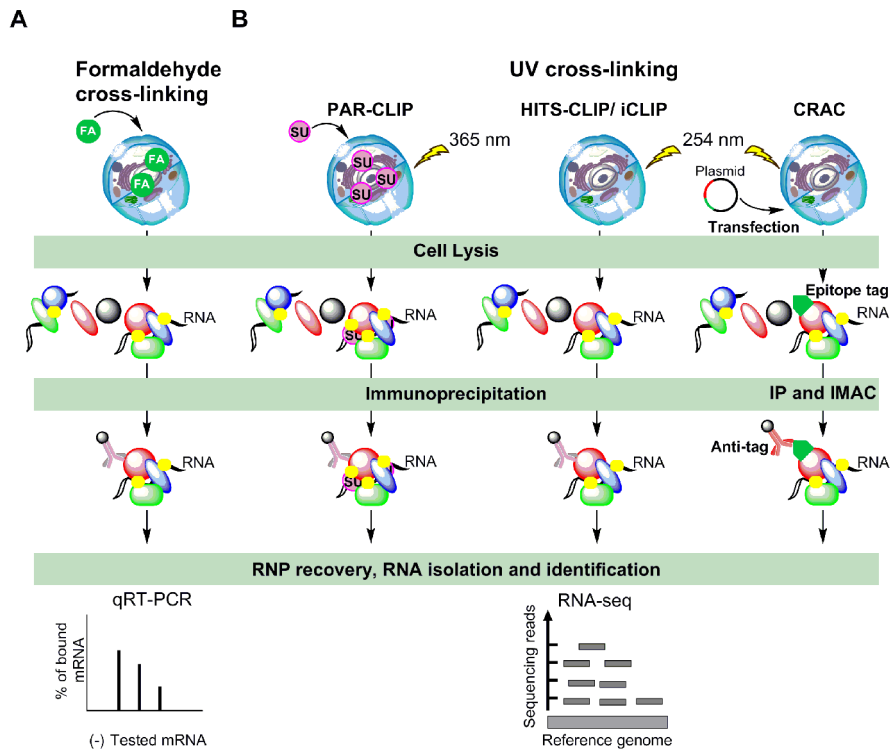 A
B
Formaldehyde
cross-linking
UV cross-linking
PAR-CLIP
HITS-CLIP/ iCLIP
CRAC
FA
SU
365 nm
254 nm
FA
FA
SU
SU
SU
Plasmid
Transfection
Cell Lysis
Epitope tag
RNA
RNA
RNA
RNA
SU
Immunoprecipitation
IP and IMAC
Anti-tag
RNA
RNA
RNA
RNA
SU
RNP recovery, RNA isolation and identification
qRT-PCR
RNA-seq
% of bound
mRNA
Sequencing reads
(-) Tested mRNA
Reference genome